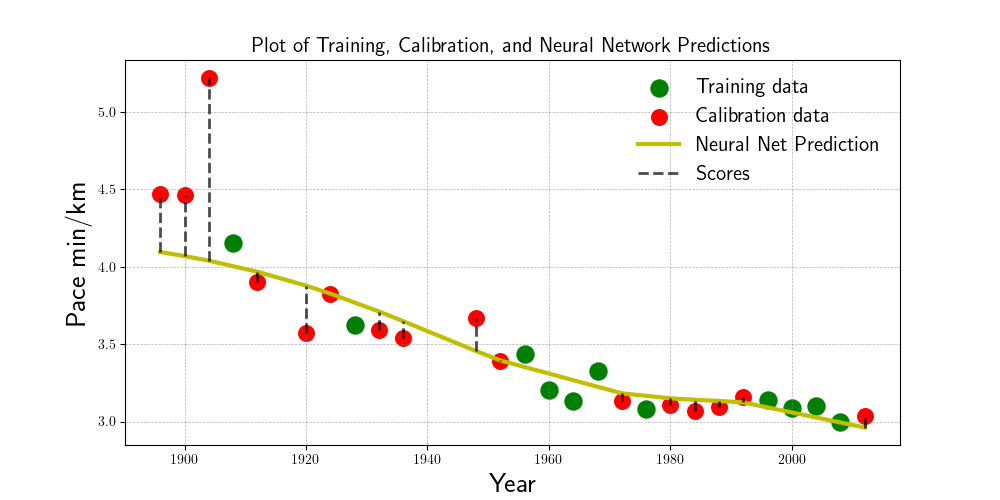 Plot of Training, Calibration, and Neural Network Predictions
Training data
Calibration data
Neural Net Prediction
Scores
Pace min/km
5.0
4.5
4.0
3.5
3.0
1900 1920 1940 1960 1980 2000
Year